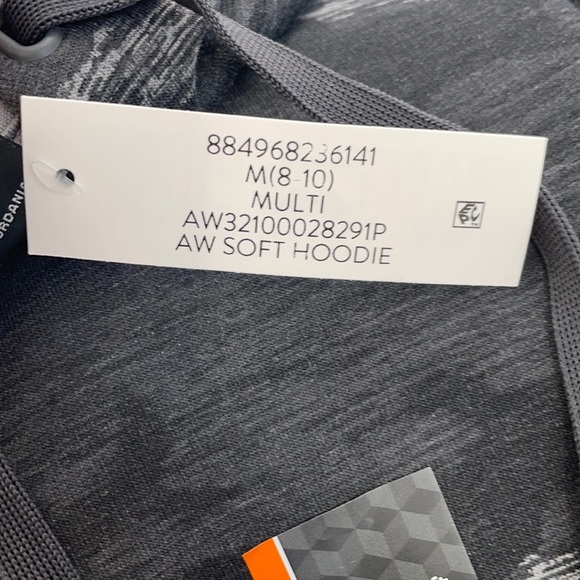 884968236141
M(8-10)
MULTI
AW32100028291P
AW SOFT HOODIE